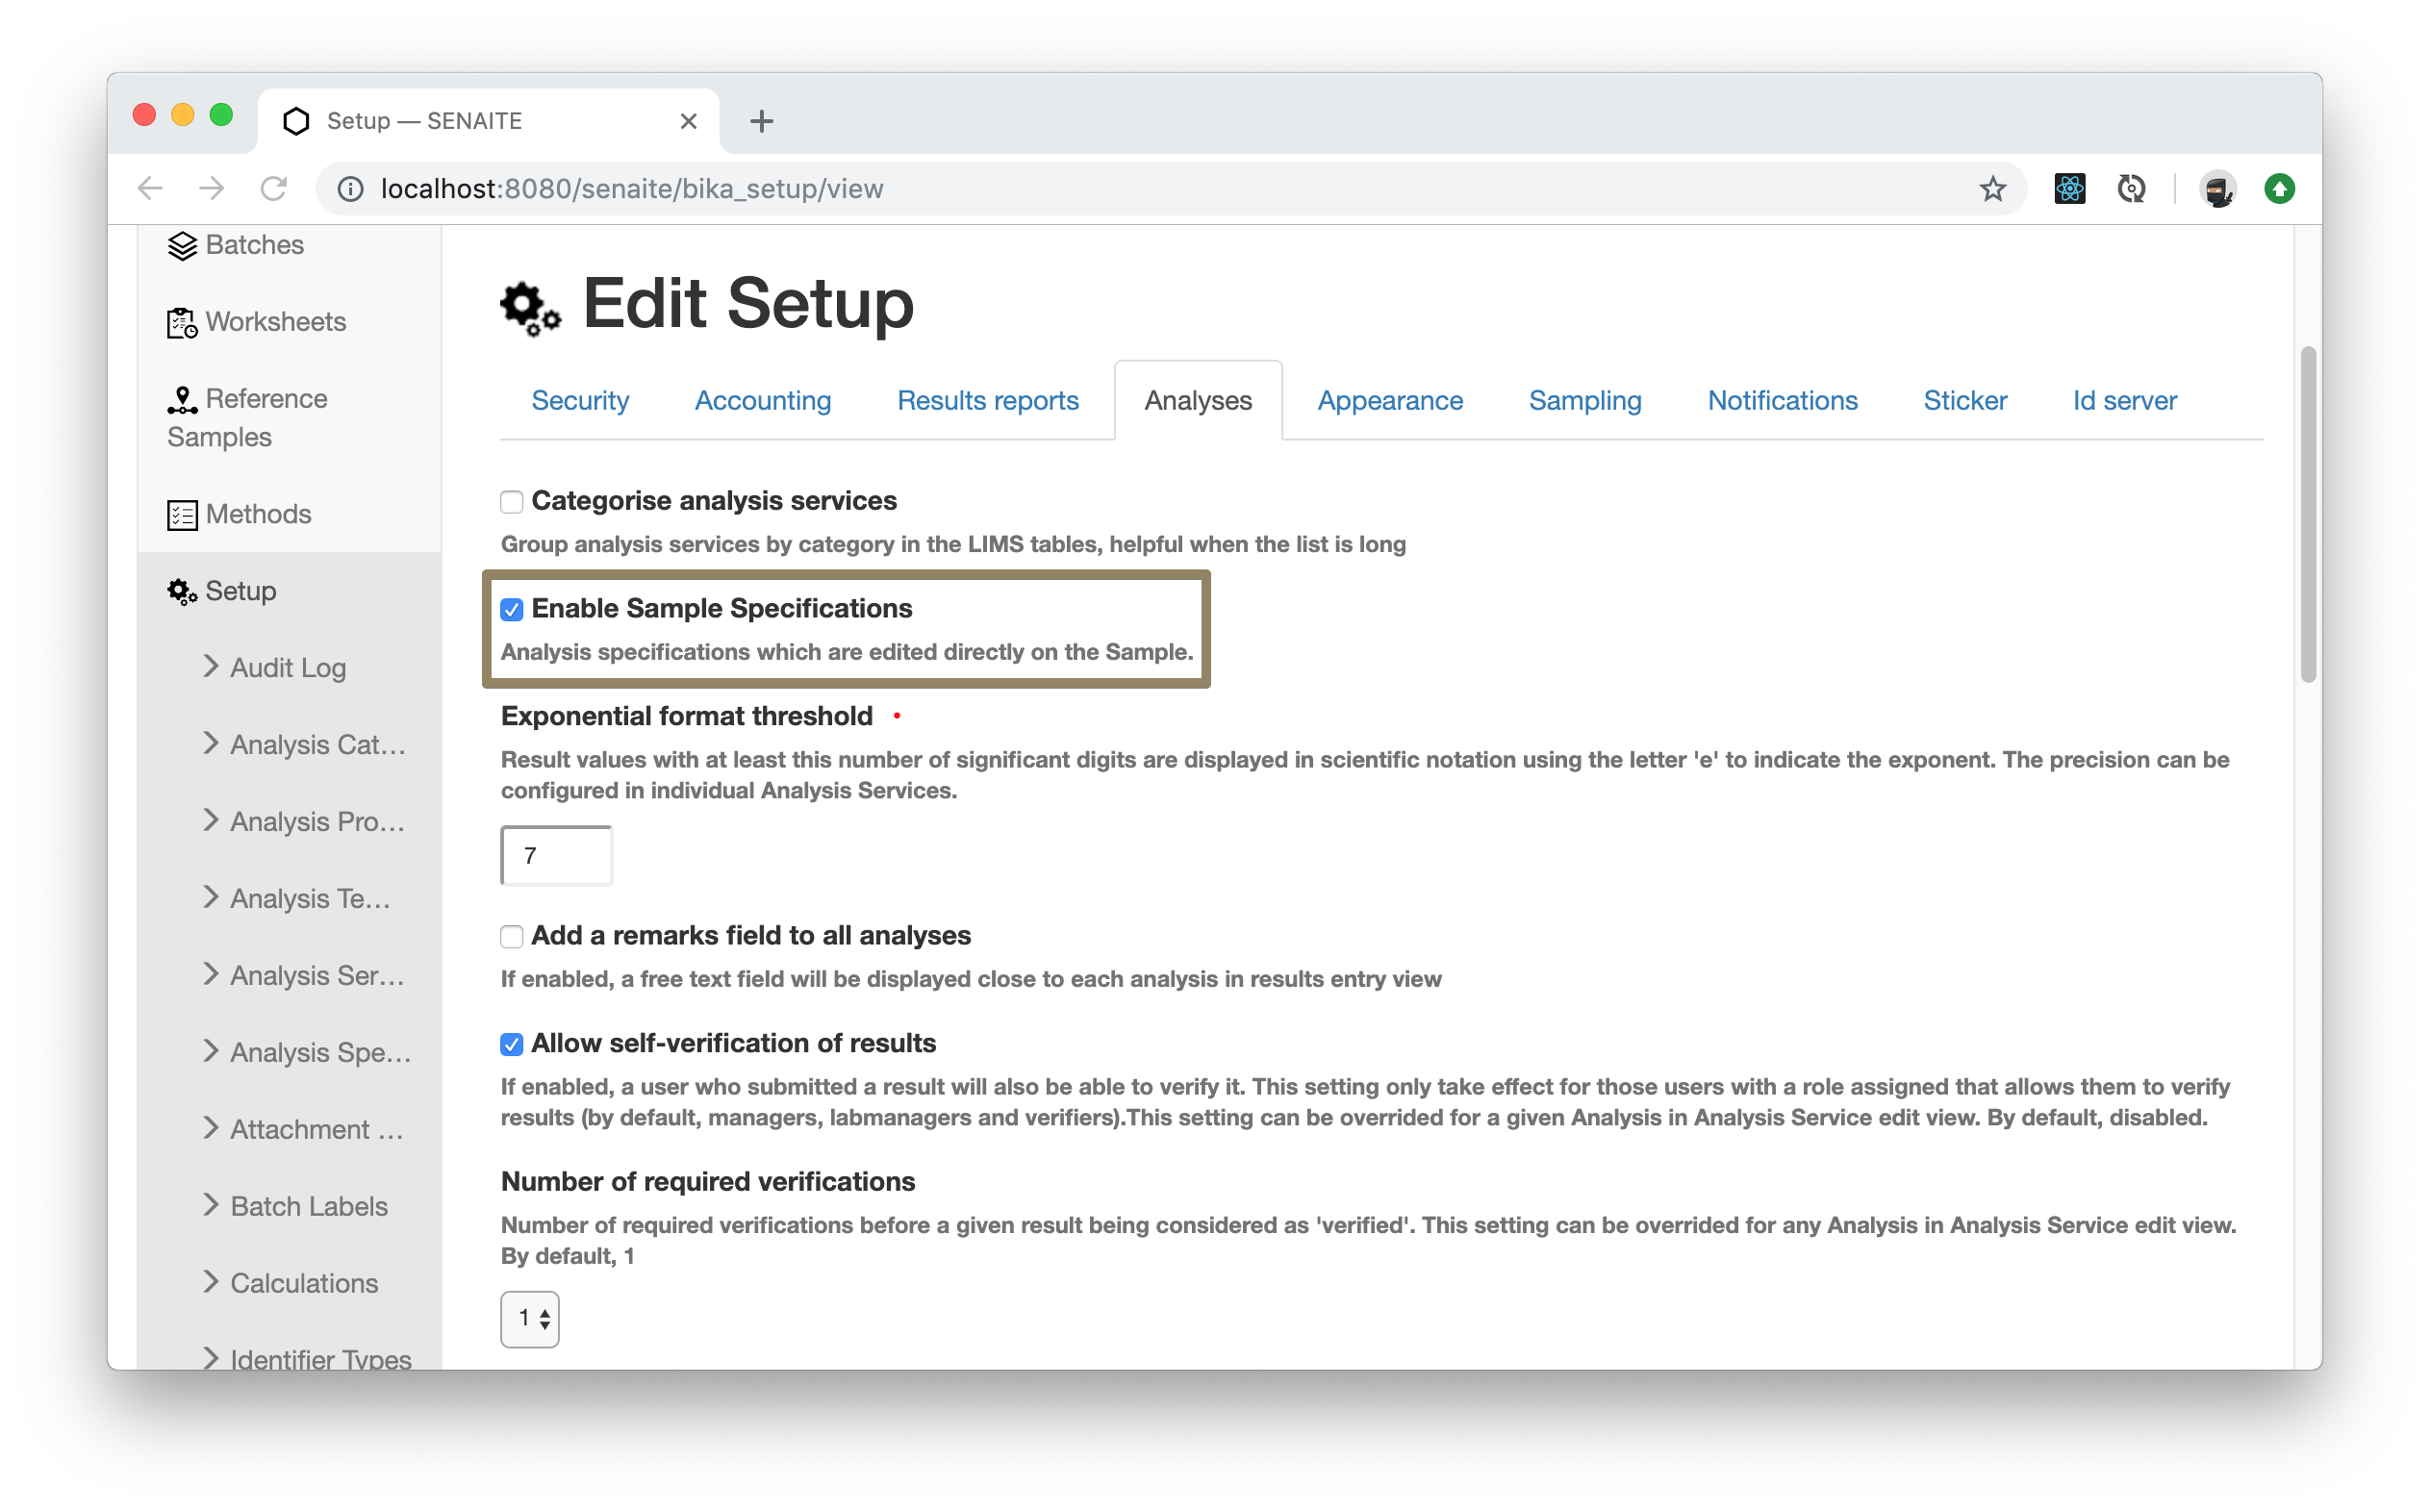 Setup — SENAITE
localhost:8080/senaite/bika_setup/view
Batches
Worksheets
Reference
Samples
Methods
Setup
Audit Log
Analysis Cat…
Analysis Pro…
Analysis Te…
Analysis Ser…
Analysis Spe…
Attachment …
Batch Labels
Calculations
Identifier Types
Edit Setup
Security Accounting Results reports Analyses Appearance Sampling Notifications Sticker Id server
Categorise analysis services
Group analysis services by category in the LIMS tables, helpful when the list is long
Enable Sample Specifications
Analysis specifications which are edited directly on the Sample.
Exponential format threshold
Result values with at least this number of significant digits are displayed in scientific notation using the letter 'e' to indicate the exponent. The precision can be
configured in individual Analysis Services.
7
Add a remarks field to all analyses
If enabled, a free text field will be displayed close to each analysis in results entry view
Allow self-verification of results
If enabled, a user who submitted a result will also be able to verify it. This setting only take effect for those users with a role assigned that allows them to verify
results (by default, managers, labmanagers and verifiers).This setting can be overrided for a given Analysis in Analysis Service edit view. By default, disabled.
Number of required verifications
Number of required verifications before a given result being considered as 'verified'. This setting can be overrided for any Analysis in Analysis Service edit view.
By default, 1
1